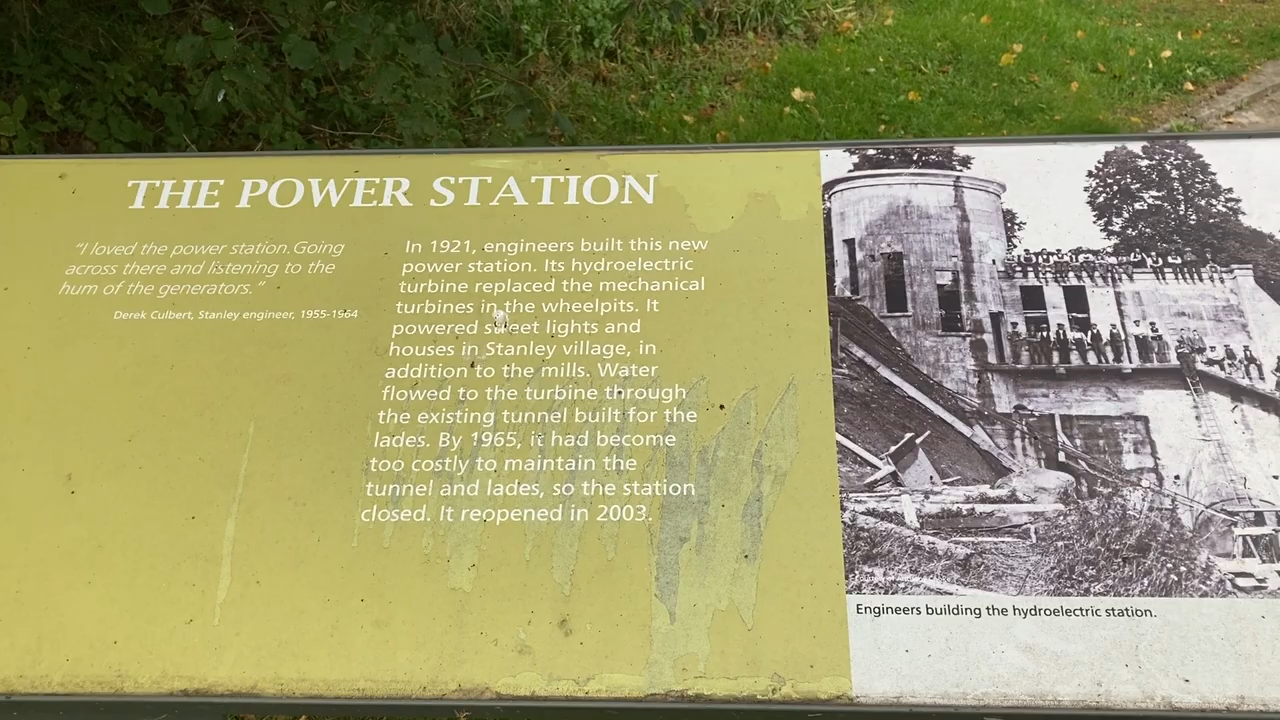 THE POWER STATION
“I loved the power station. Going
across there and listening to the
hum of the generators.”
Derek Culbert, Stanley engineer, 1955-1964
In 1921, engineers built this new
power station. Its hydroelectric
turbine replaced the mechanical
turbines in the wheelpits. It
powered street lights and
houses in Stanley village, in
addition to the mills. Water
flowed to the turbine through
the existing tunnel built for the
lades. By 1965, it had become
too costly to maintain the
tunnel and lades, so the station
closed. It reopened in 2003.
Engineers building the hydroelectric station.